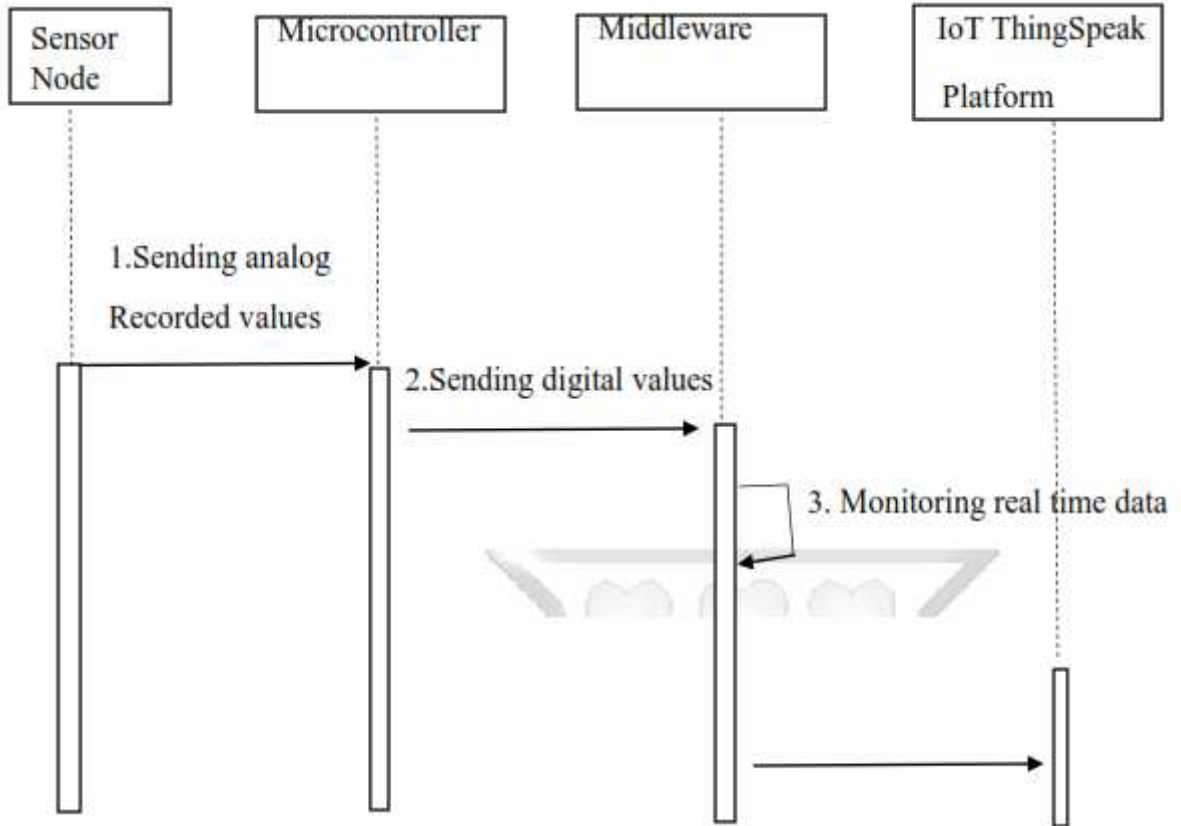 Sensor
Node
Microcontroller
Middleware
IoT ThingSpeak
Platform
1.Sending analog
Recorded values
2.Sending digital values
3. Monitoring real time data